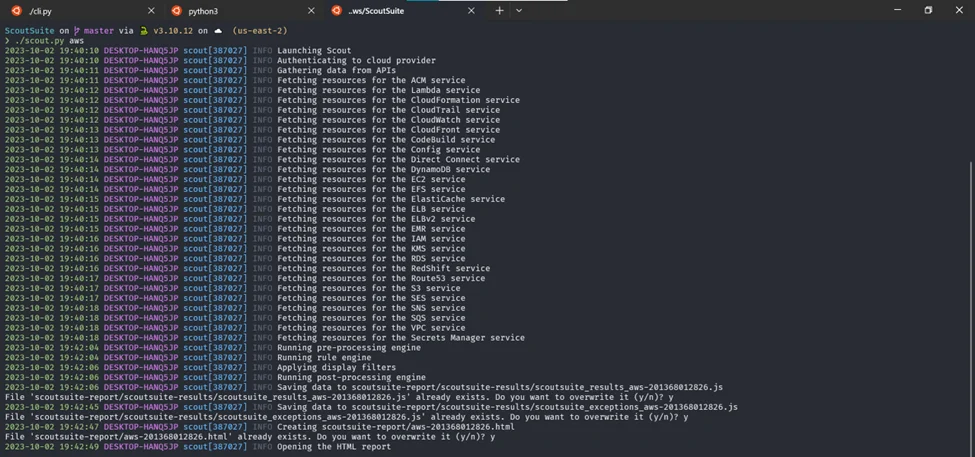 ./cli.py
python3
..ws/ScoutSuite
ScoutSuite on master via v3.10.12 on (us-east-2)
❯ ./scout.py aws
2023-10-02 19:40:10 DESKTOP-HANQ5JP scout[387027] INFO Launching Scout
2023-10-02 19:40:10 DESKTOP-HANQ5JP scout[387027] INFO Authenticating to cloud provider
2023-10-02 19:40:11 DESKTOP-HANQ5JP scout[387027] INFO Gathering data from APIs
2023-10-02 19:40:11 DESKTOP-HANQ5JP scout[387027] INFO Fetching resources for the ACM service
2023-10-02 19:40:12 DESKTOP-HANQ5JP scout[387027] INFO Fetching resources for the Lambda service
2023-10-02 19:40:12 DESKTOP-HANQ5JP scout[387027] INFO Fetching resources for the CloudFormation service
2023-10-02 19:40:12 DESKTOP-HANQ5JP scout[387027] INFO Fetching resources for the CloudTrail service
2023-10-02 19:40:12 DESKTOP-HANQ5JP scout[387027] INFO Fetching resources for the CloudWatch service
2023-10-02 19:40:13 DESKTOP-HANQ5JP scout[387027] INFO Fetching resources for the CloudFront service
2023-10-02 19:40:13 DESKTOP-HANQ5JP scout[387027] INFO Fetching resources for the CodeBuild service
2023-10-02 19:40:13 DESKTOP-HANQ5JP scout[387027] INFO Fetching resources for the Config service
2023-10-02 19:40:14 DESKTOP-HANQ5JP scout[387027] INFO Fetching resources for the Direct Connect service
2023-10-02 19:40:14 DESKTOP-HANQ5JP scout[387027] INFO Fetching resources for the DynamoDB service
2023-10-02 19:40:14 DESKTOP-HANQ5JP scout[387027] INFO Fetching resources for the EC2 service
2023-10-02 19:40:14 DESKTOP-HANQ5JP scout[387027] INFO Fetching resources for the EFS service
2023-10-02 19:40:15 DESKTOP-HANQ5JP scout[387027] INFO Fetching resources for the ElastiCache service
2023-10-02 19:40:15 DESKTOP-HANQ5JP scout[387027] INFO Fetching resources for the ELB service
2023-10-02 19:40:15 DESKTOP-HANQ5JP scout[387027] INFO Fetching resources for the ELBv2 service
2023-10-02 19:40:15 DESKTOP-HANQ5JP scout[387027] INFO Fetching resources for the EMR service
2023-10-02 19:40:16 DESKTOP-HANQ5JP scout[387027] INFO Fetching resources for the IAM service
2023-10-02 19:40:16 DESKTOP-HANQ5JP scout[387027] INFO Fetching resources for the KMS service
2023-10-02 19:40:16 DESKTOP-HANQ5JP scout[387027] INFO Fetching resources for the RDS service
2023-10-02 19:40:16 DESKTOP-HANQ5JP scout[387027] INFO Fetching resources for the RedShift service
2023-10-02 19:40:17 DESKTOP-HANQ5JP scout[387027] INFO Fetching resources for the Route53 service
2023-10-02 19:40:17 DESKTOP-HANQ5JP scout[387027] INFO Fetching resources for the S3 service
2023-10-02 19:40:17 DESKTOP-HANQ5JP scout[387027] INFO Fetching resources for the SES service
2023-10-02 19:40:18 DESKTOP-HANQ5JP scout[387027] INFO Fetching resources for the SNS service
2023-10-02 19:40:18 DESKTOP-HANQ5JP scout[387027] INFO Fetching resources for the SQS service
2023-10-02 19:40:18 DESKTOP-HANQ5JP scout[387027] INFO Fetching resources for the VPC service
2023-10-02 19:40:18 DESKTOP-HANQ5JP scout[387027] INFO Fetching resources for the Secrets Manager service
2023-10-02 19:42:04 DESKTOP-HANQ5JP scout[387027] INFO Running pre-processing engine
2023-10-02 19:42:04 DESKTOP-HANQ5JP scout[387027] INFO Running rule engine
2023-10-02 19:42:06 DESKTOP-HANQ5JP scout[387027] INFO Applying display filters
2023-10-02 19:42:06 DESKTOP-HANQ5JP scout[387027] INFO Running post-processing engine
2023-10-02 19:42:06 DESKTOP-HANQ5JP scout[387027] INFO Saving data to scoutsuite-report/scoutsuite-results/scoutsuite_results_aws-201368012826.js
File 'scoutsuite-report/scoutsuite-results/scoutsuite_results_aws-201368012826.js' already exists. Do you want to overwrite it (y/n)? y
2023-10-02 19:42:45 DESKTOP-HANQ5JP scout[387027] INFO Saving data to scoutsuite-report/scoutsuite-results/scoutsuite_exceptions_aws-201368012826.js
File 'scoutsuite-report/scoutsuite-results/scoutsuite_exceptions_aws-201368012826.js' already exists. Do you want to overwrite it (y/n)? y
2023-10-02 19:42:47 DESKTOP-HANQ5JP scout[387027] INFO Creating scoutsuite-report/aws-201368012826.html
File 'scoutsuite-report/aws-201368012826.html' already exists. Do you want to overwrite it (y/n)? y
2023-10-02 19:42:49 DESKTOP-HANQ5JP scout[387027] INFO Opening the HTML report